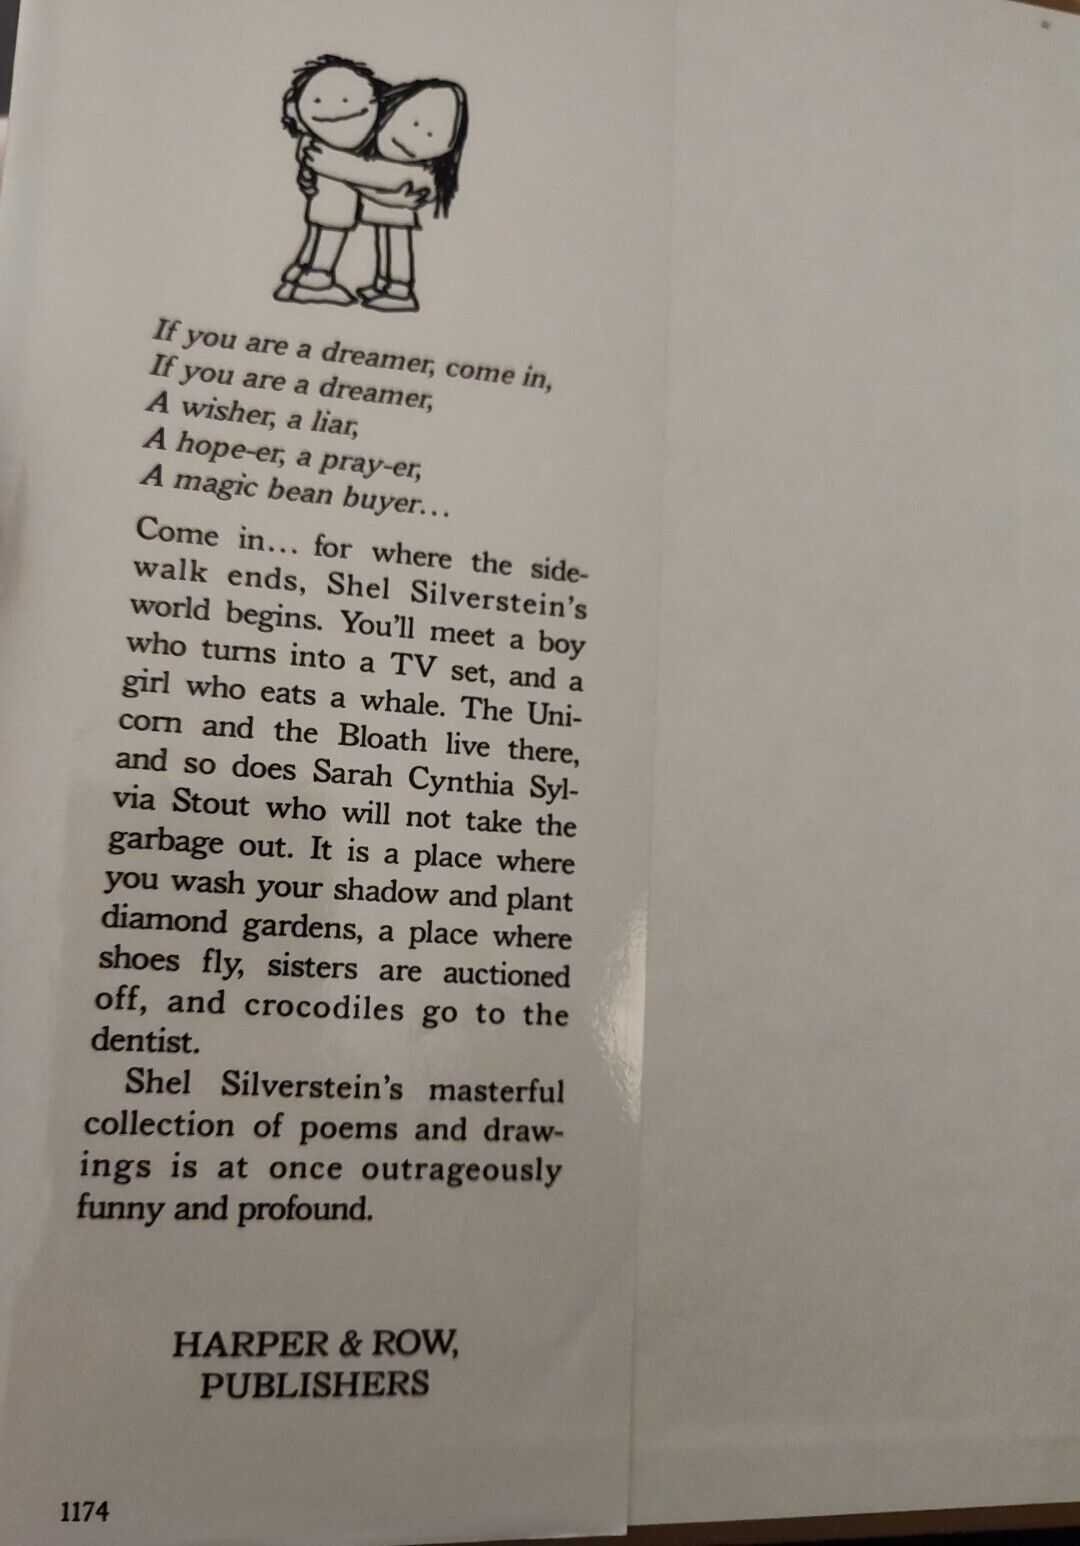 If you are a dreamer, come in,
If you are a dreamer,
A wisher, a liar,
A hope-er, a pray-er,
A magic bean buyer...
Come in... for where the side-
walk ends, Shel Silverstein's
world begins. You'll meet a boy
who turns into a TV set, and a
girl who eats a whale. The Uni-
corn and the Bloath live there,
and so does Sarah Cynthia Syl-
via Stout who will not take the
garbage out. It is a place where
you wash your shadow and plant
diamond gardens, a place where
shoes fly, sisters are auctioned
off, and crocodiles go to the
dentist.
Shel Silverstein's masterful
collection of poems and draw-
ings is at once outrageously
funny and profound.
HARPER & ROW,
PUBLISHERS
1174